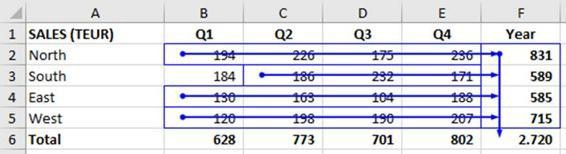 A B C D E F
1 SALES (TEUR) Q1 Q2 Q3 Q4 Year
2 North 194 226 175 236 831
3 South 184 186 232 171 589
4 East 130 163 104 188 585
5 West 120 198 190 207 715
6 Total 628 773 701 802 2.720